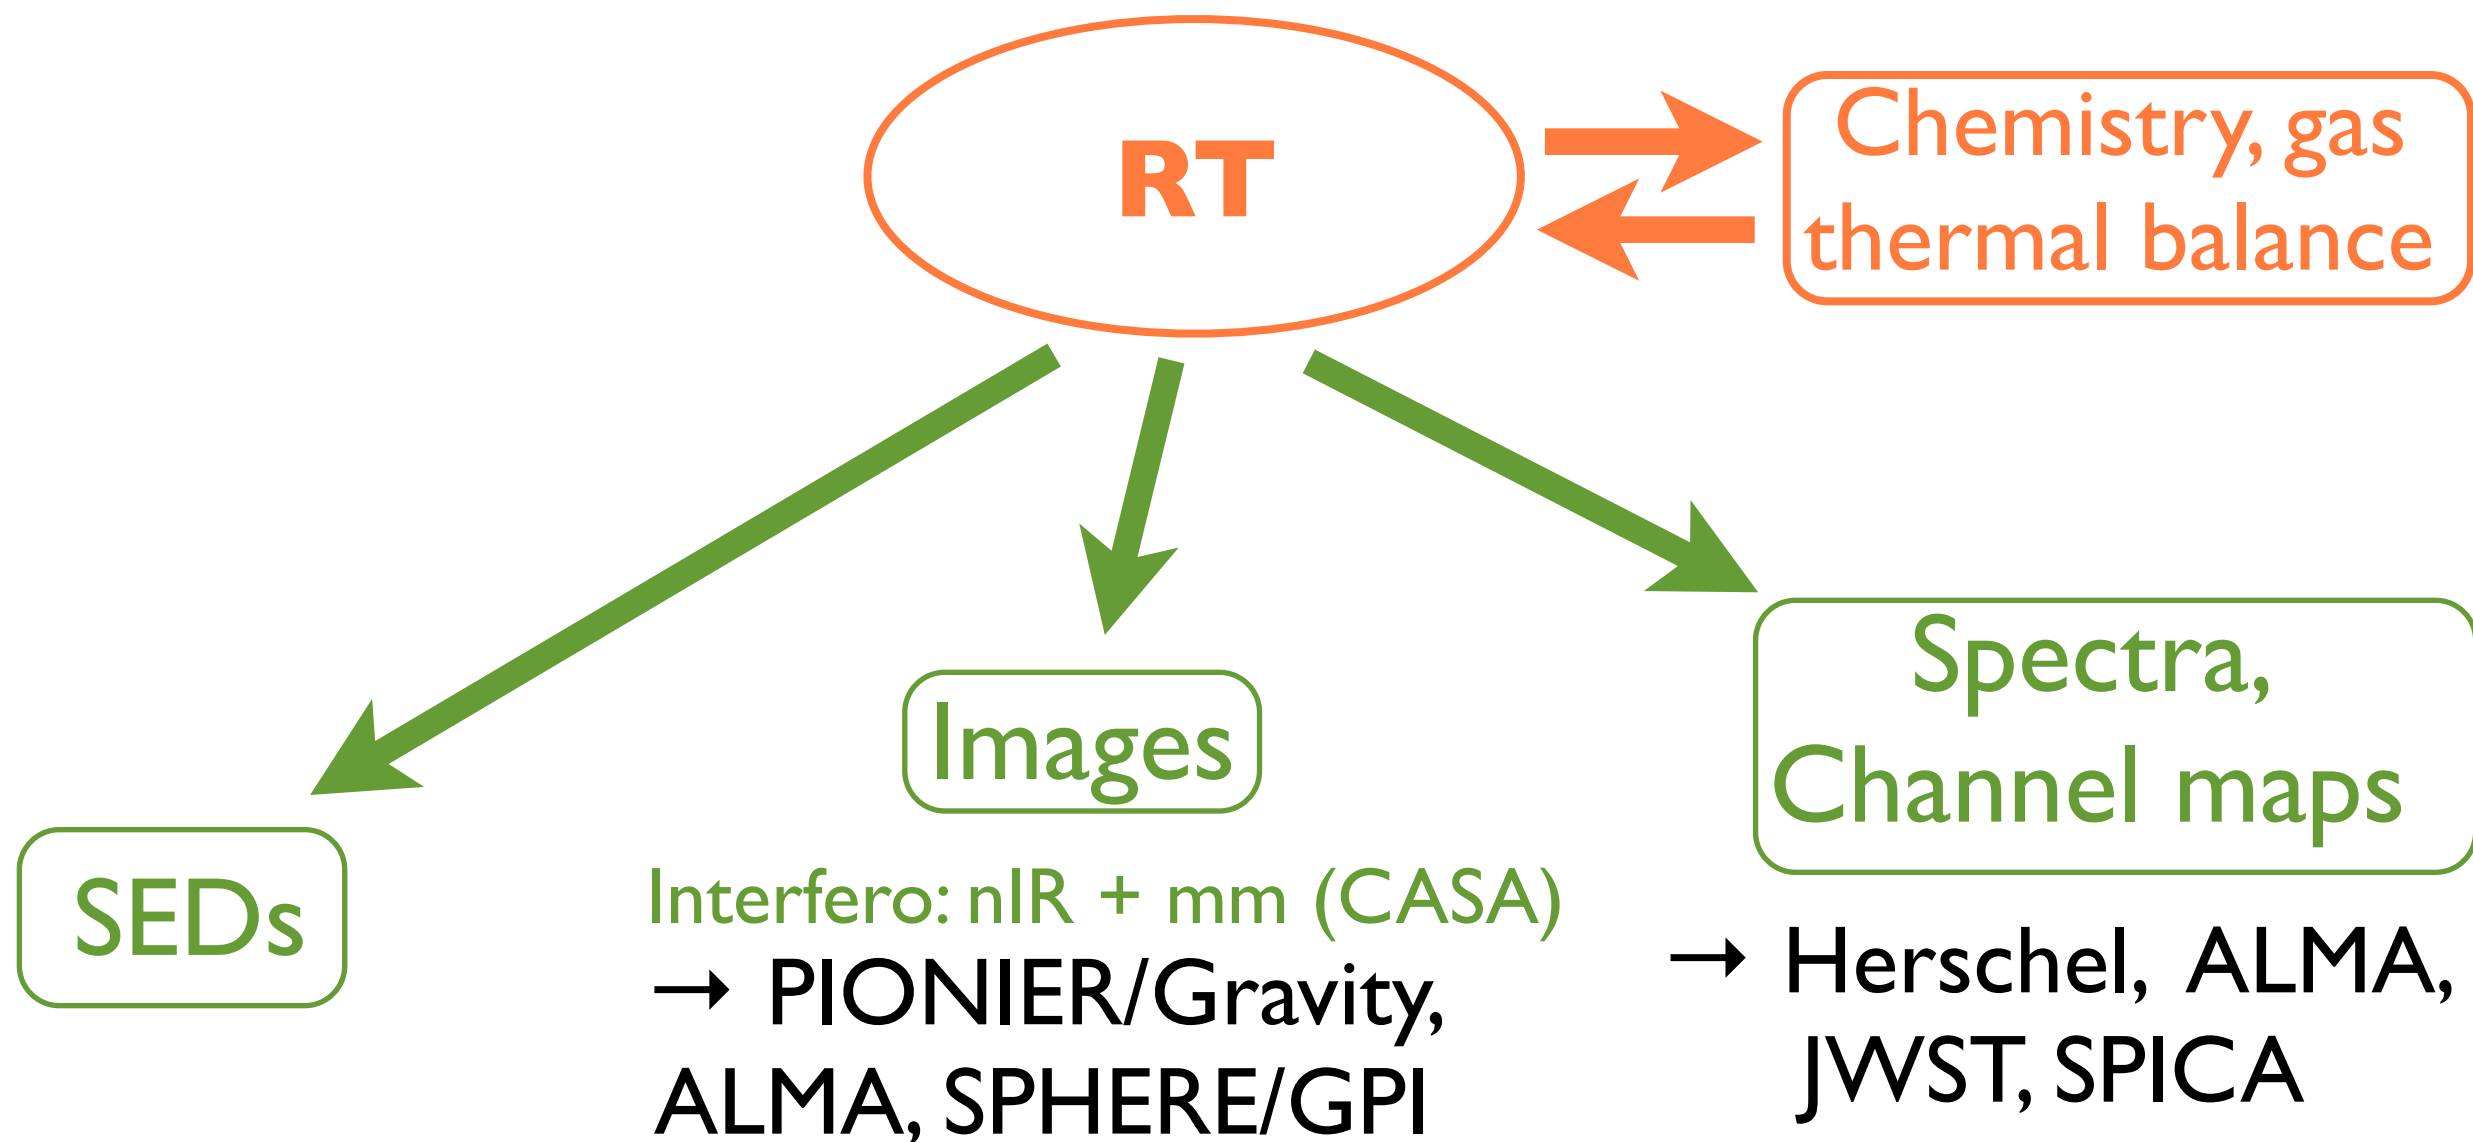 RT
Chemistry, gas
thermal balance
SEDs
Images
Interfero: nIR + mm (CASA)
→ PIONIER/Gravity,
ALMA, SPHERE/GPI
Spectra,
Channel maps
→ Herschel, ALMA,
JWST, SPICA